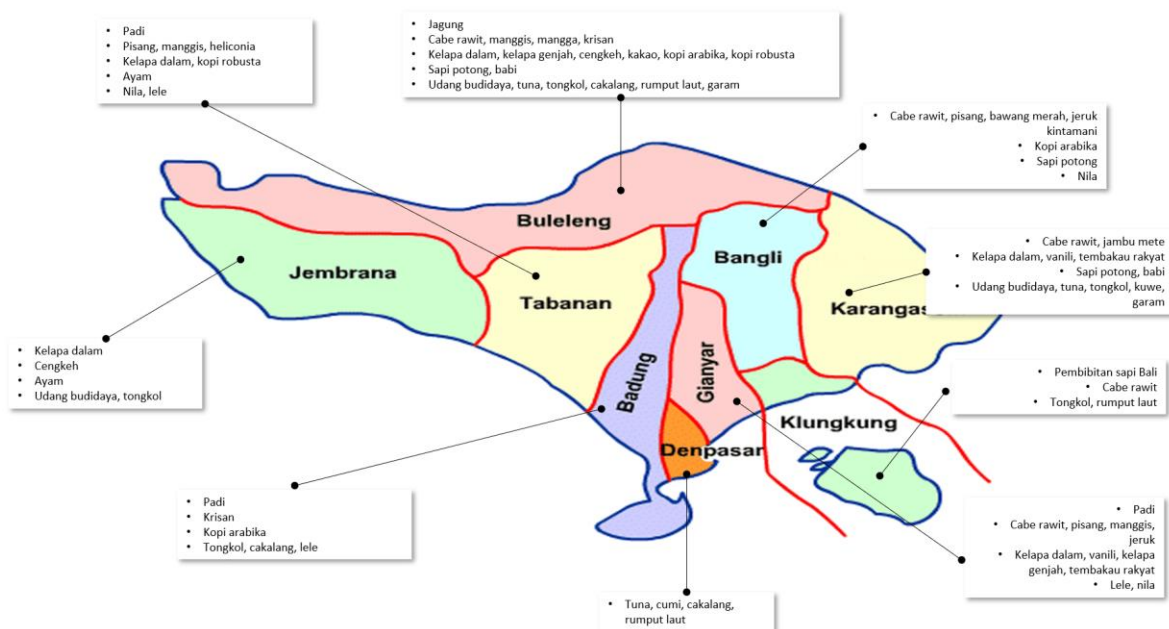 • Padi
• Pisang, manggis, heliconia
• Kelapa dalam, kopi robusta
• Ayam
• Nila, lele
• Jagung
• Cabe rawit, manggis, mangga, krisan
• Kelapa dalam, kelapa genjah, cengkeh, kakao, kopi arabika, kopi robusta
• Sapi potong, babi
• Udang budidaya, tuna, tongkol, cakalang, rumput laut, garam
• Cabe rawit, pisang, bawang merah, jeruk
kintamani
• Kopi arabika
• Sapi potong
• Nila
Buleleng
Bangli
Jembrana
Tabanan
Karangas
• Cabe rawit, jambu mete
• Kelapa dalam, vanili, tembakau rakyat
• Sapi potong, babi
• Udang budidaya, tuna, tongkol, kuwe,
garam
Badung
Gianyar
• Kelapa dalam
• Cengkeh
• Ayam
• Udang budidaya, tongkol
• Pembibitan sapi Bali
• Cabe rawit
• Tongkol, rumput laut
Klungkung
Denpasar
• Padi
• Krisan
• Kopi arabika
• Tongkol, cakalang, lele
• Padi
• Cabe rawit, pisang, manggis,
jeruk
• Kelapa dalam, vanili, kelapa
genjah, tembakau rakyat
• Lele, nila
• Tuna, cumi, cakalang,
rumput laut